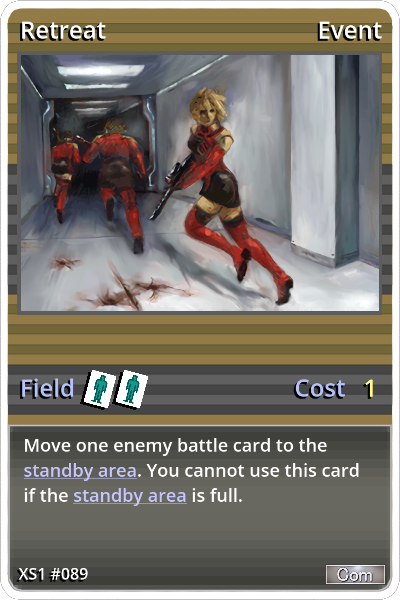 Retreat Event
Field Cost 1
Move one enemy battle card to the
standby area. You cannot use this card
if the standby area is full.
XS1 #089 Com